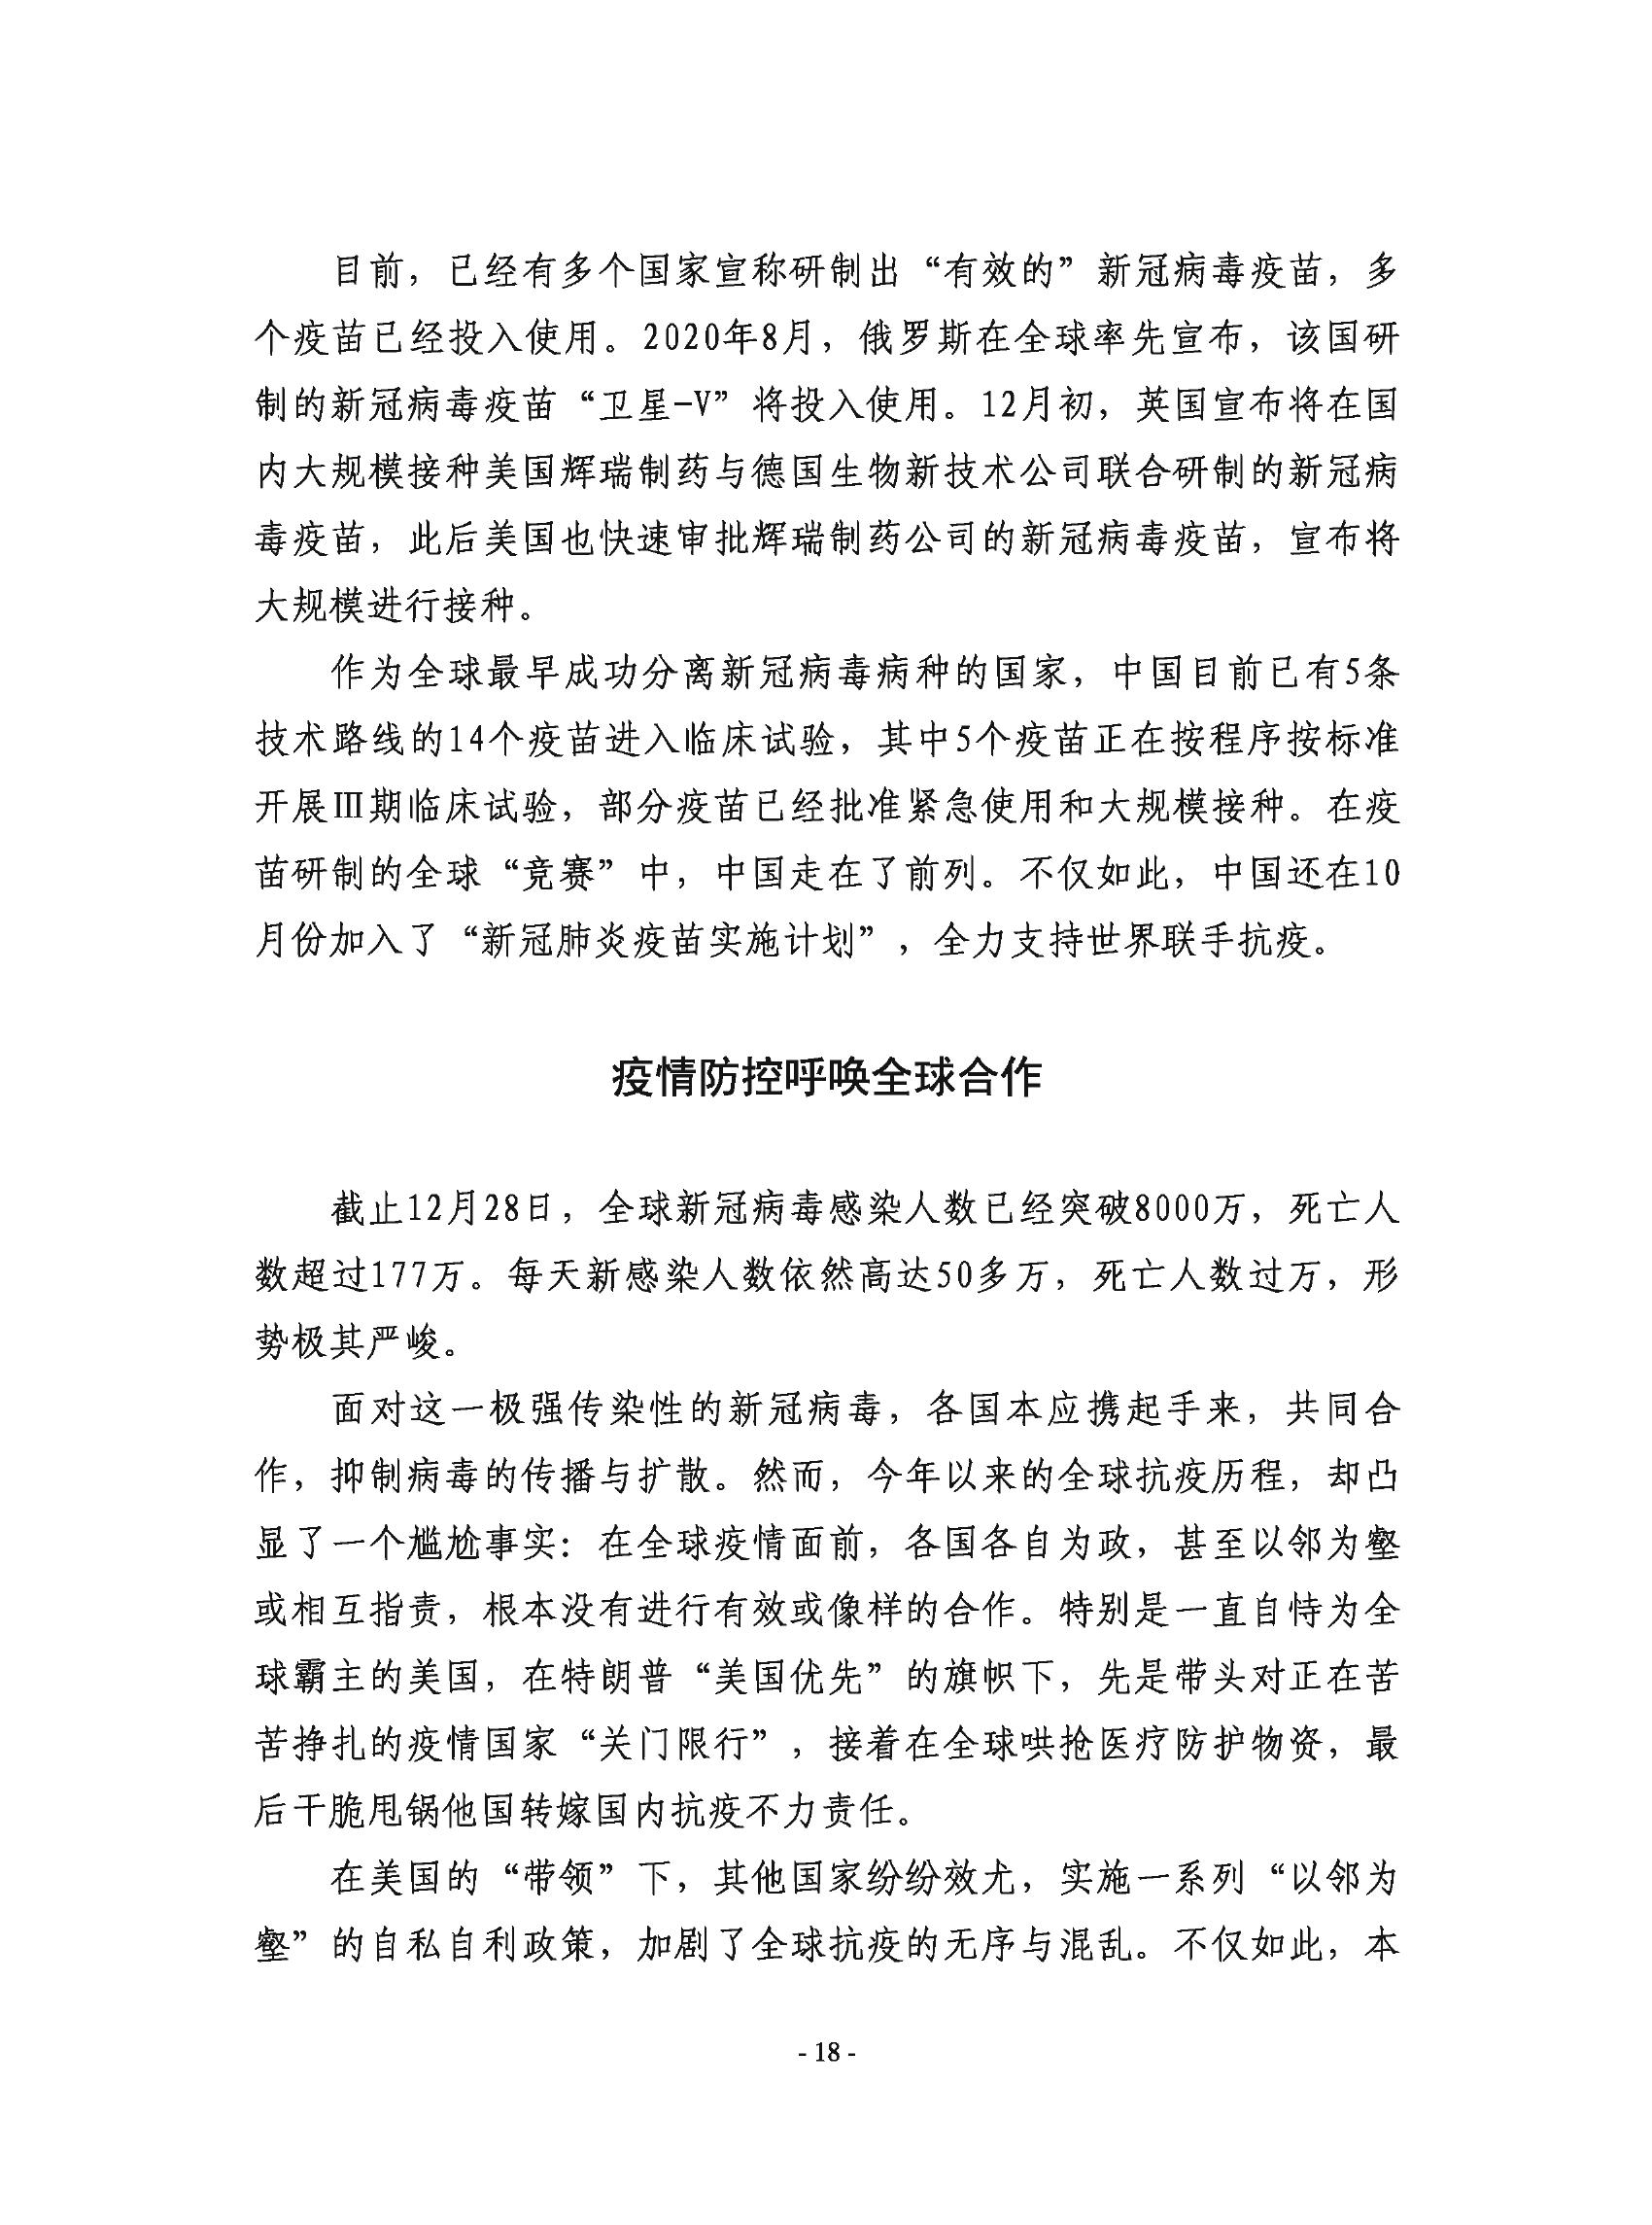 目前，已经有多个国家宣称研制出“有效的”新冠病毒疫苗，多
个疫苗已经投入使用。2020年8月，俄罗斯在全球率先宣布，该国研
制的新冠病毒疫苗“卫星-V”将投入使用。12月初，英国宣布将在国
内大规模接种美国辉瑞制药与德国生物新技术公司联合研制的新冠病
毒疫苗，此后美国也快速审批辉瑞制药公司的新冠病毒疫苗，宣布将
大规模进行接种。
作为全球最早成功分离新冠病毒病种的国家，中国目前已有5条
技术路线的14个疫苗进入临床试验，其中5个疫苗正在按程序按标准
开展Ⅲ期临床试验，部分疫苗已经批准紧急使用和大规模接种。在疫
苗研制的全球“竞赛”中，中国走在了前列。不仅如此，中国还在10
月份加入了“新冠肺炎疫苗实施计划”，全力支持世界联手抗疫。
疫情防控呼唤全球合作
截止12月28日，全球新冠病毒感染人数已经突破8000万，死亡人
数超过177万。每天新感染人数依然高达50多万，死亡人数过万，形
势极其严峻。
面对这一极强传染性的新冠病毒，各国本应携起手来，共同合
作，抑制病毒的传播与扩散。然而，今年以来的全球抗疫历程，却凸
显了一个尴尬事实：在全球疫情面前，各国各自为政，甚至以邻为壑
或相互指责，根本没有进行有效或像样的合作。特别是一直自恃为全
球霸主的美国，在特朗普“美国优先”的旗帜下，先是带头对正在苦
苦挣扎的疫情国家“关门限行”，接着在全球哄抢医疗防护物资，最
后干脆甩锅他国转嫁国内抗疫不力责任。
在美国的“带领”下，其他国家纷纷效尤，实施一系列“以邻为
壑”的自私自利政策，加剧了全球抗疫的无序与混乱。不仅如此，本
- 18 -